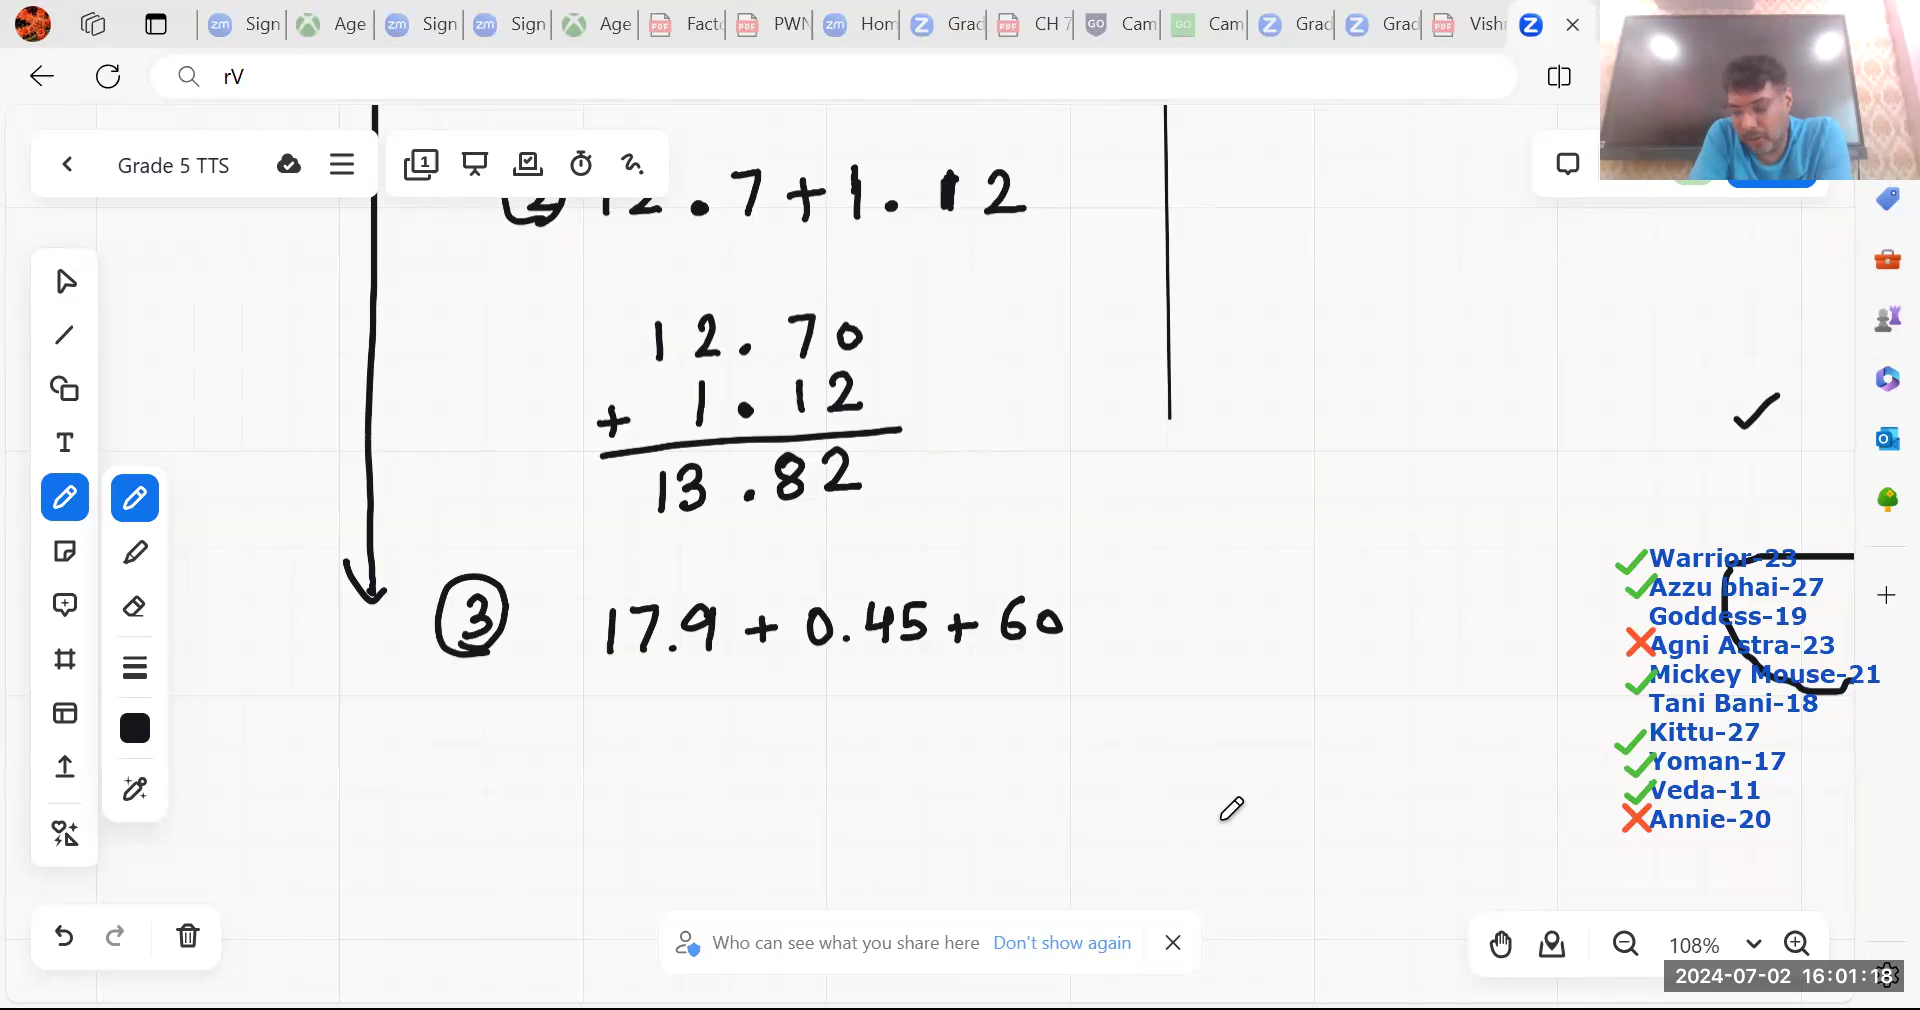 Sign Age Sign Sign Age Fact PWN Hom Grad CH 7 Cam Cam Grad Grad Vish
rV
Grade 5 TTS
1
2 12.7+1.12
12.70
+ 1.12
13.82
3 17.9+0.45+60
Warrior-23
Azzu bhai-27
Goddess-19
Agni Astra-23
Mickey Mouse-21
Tani Bani-18
Kittu-27
Yoman-17
Veda-11
Annie-20
Who can see what you share here Don't show again
108%
2024-07-02 16:01:18